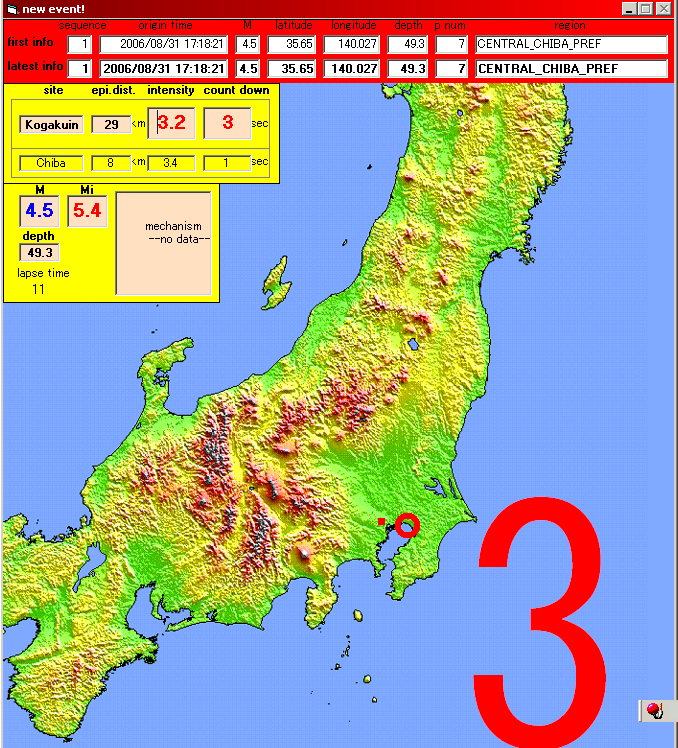 new event!
sequence origin time M latitude longitude depth p num region
first info 1 2006/08/31 17:18:21 4.5 35.65 140.027 49.3 7 CENTRAL_CHIBA_PREF
latest info 1 2006/08/31 17:18:21 4.5 35.65 140.027 49.3 7 CENTRAL_CHIBA_PREF
site epi.dist. intensity count down
Kogakuin 29 km 3.2 3 sec
Chiba 8 km 3.4 1 sec
M Mi
4.5 5.4
mechanism
--no data--
depth
49.3
lapse time
11
3